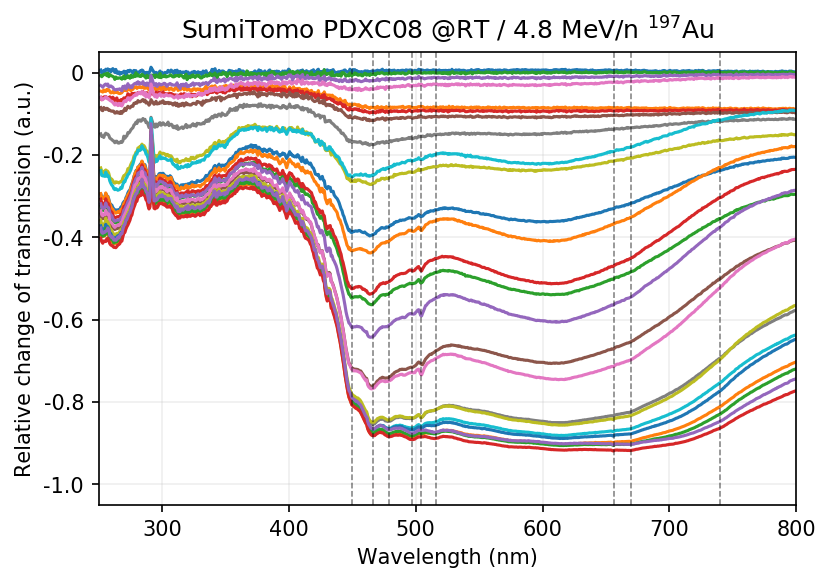 SumiTomo PDXC08 @RT / 4.8 MeV/n ¹⁹⁷Au
Relative change of transmission (a.u.)
0
-0.2
-0.4
-0.6
-0.8
-1.0
300 400 500 600 700 800
Wavelength (nm)